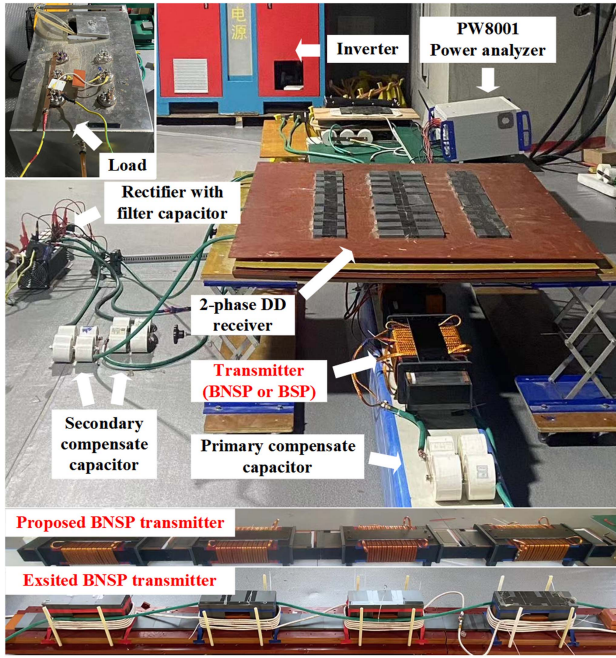 电源
Inverter
PW8001
Power analyzer
Load
Rectifier with
filter capacitor
2-phase DD
receiver
Transmitter
(BNSP or BSP)
Secondary
compensate
capacitor
Primary compensate
capacitor
Proposed BNSP transmitter
Exsited BNSP transmitter